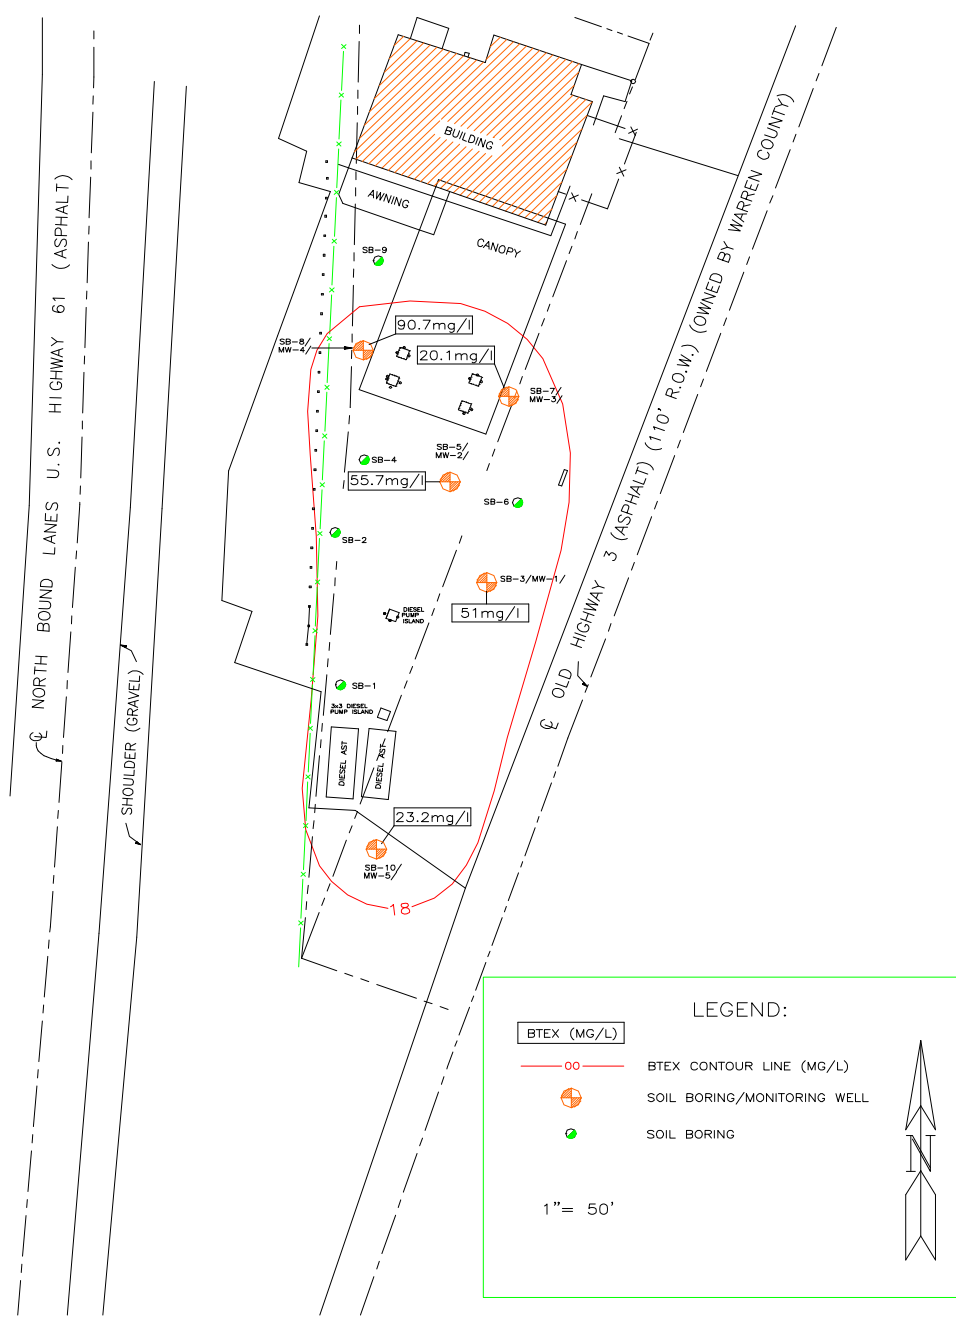 BUILDING
AWNING
CANOPY
SB-9
90.7mg/l
SB-8/
MW-4/
20.1mg/l
SB-7/
MW-3/
SB-5/
MW-2/
SB-4
55.7mg/l
SB-6
SB-2
SB-3/MW-1/
51mg/l
DIESEL
PUMP
ISLAND
SB-1
3x3 DIESEL
PUMP ISLAND
DIESEL AST
DIESEL AST
23.2mg/l
SB-10/
MW-5/
18
℄ NORTH BOUND LANES U.S. HIGHWAY 61 (ASPHALT)
SHOULDER (GRAVEL)
℄ OLD HIGHWAY 3 (ASPHALT) (110' R.O.W.) (OWNED BY WARREN COUNTY)
LEGEND:
BTEX (MG/L)
00 BTEX CONTOUR LINE (MG/L)
SOIL BORING/MONITORING WELL
SOIL BORING
N
1"= 50'